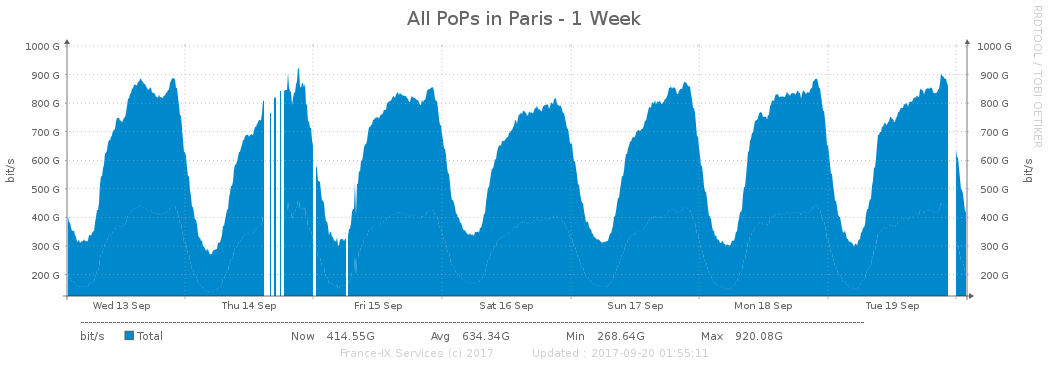 All PoPs in Paris - 1 Week
RRDTOOL / TOBI OETIKER
bit/s
1000 G
900 G
800 G
700 G
600 G
500 G
400 G
300 G
200 G
1000 G
900 G
800 G
700 G
600 G
500 G
400 G
300 G
200 G
bit/s
Wed 13 Sep Thu 14 Sep Fri 15 Sep Sat 16 Sep Sun 17 Sep Mon 18 Sep Tue 19 Sep
bit/s Total Now 414.55G Avg 634.34G Min 268.64G Max 920.08G
France-IX Services (c) 2017 Updated : 2017-09-20 01:55:11